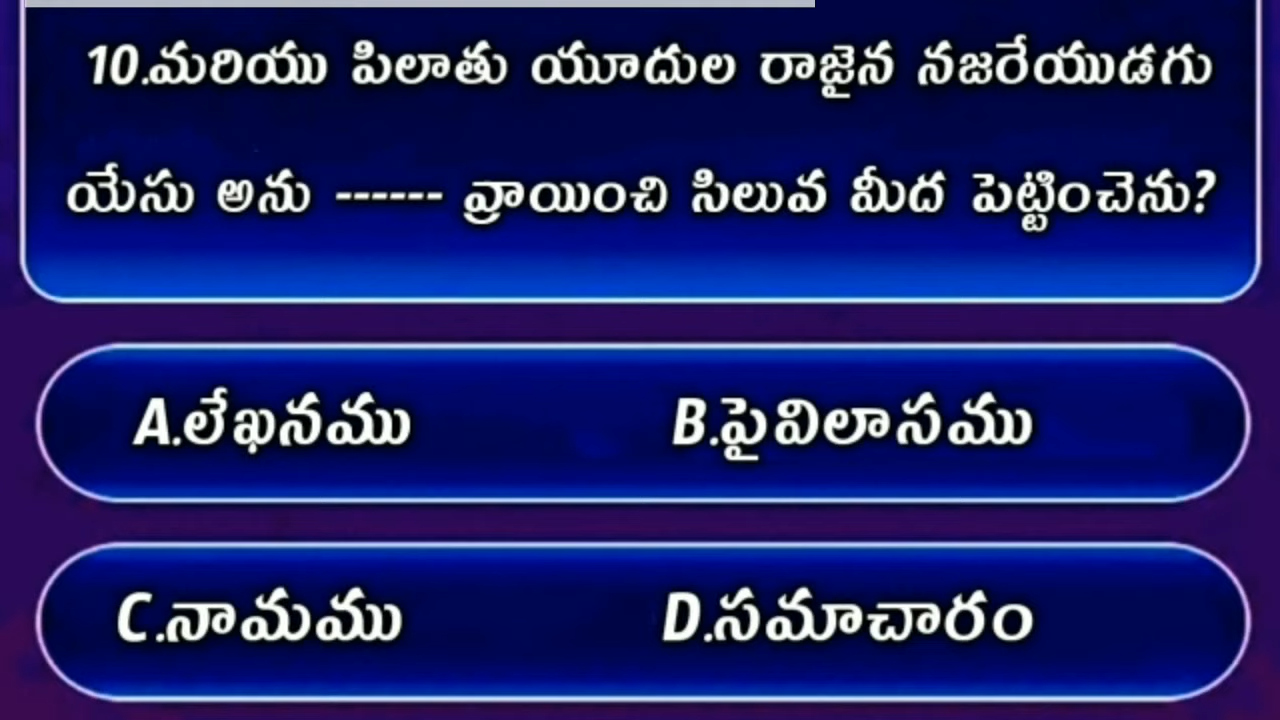 10.మరియు పిలాతు యూదుల రాజైన నజరేయుడగు
యేసు అను ------ వ్రాయించి సిలువ మీద పెట్టించెను?
A.లేఖనము B.పైవిలాసము
C.నామము D.సమాచారం